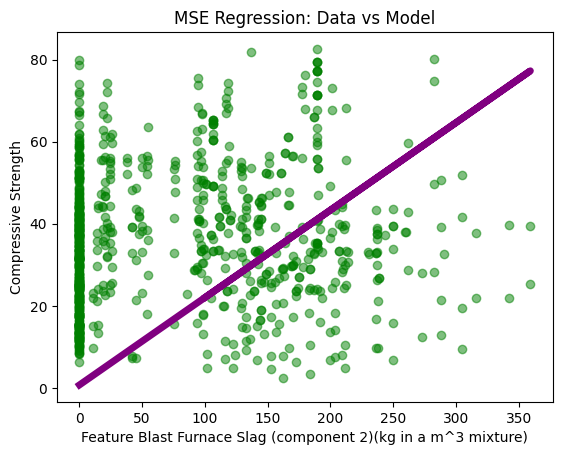 MSE Regression: Data vs Model
Compressive Strength
80
60
40
20
0
0 50 100 150 200 250 300 350
Feature Blast Furnace Slag (component 2)(kg in a m^3 mixture)